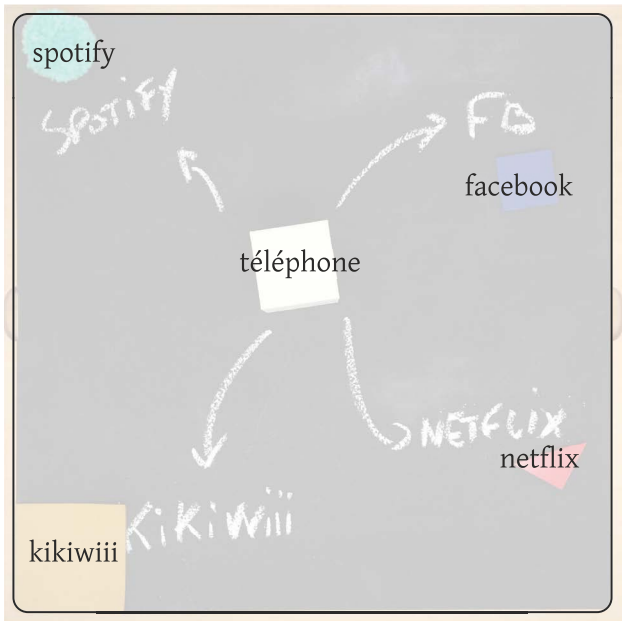 spotify
SPOTiFY
FB
facebook
téléphone
NETFLiX
netflix
KiKiWiii
kikiwiii